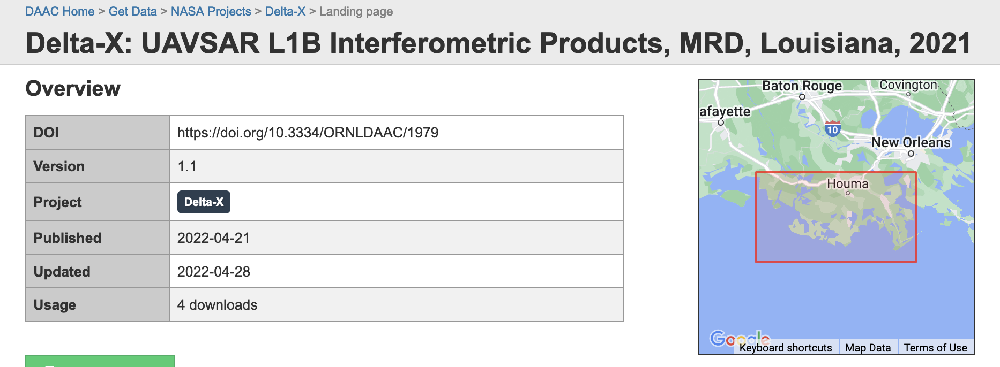 DAAC Home > Get Data > NASA Projects > Delta-X > Landing page
Delta-X: UAVSAR L1B Interferometric Products, MRD, Louisiana, 2021
Overview
DOI https://doi.org/10.3334/ORNLDAAC/1979
Version 1.1
Project Delta-X
Published 2022-04-21
Updated 2022-04-28
Usage 4 downloads
Baton Rouge
Covington
afayette
10
New Orleans
Houma
Google
Keyboard shortcuts Map Data Terms of Use